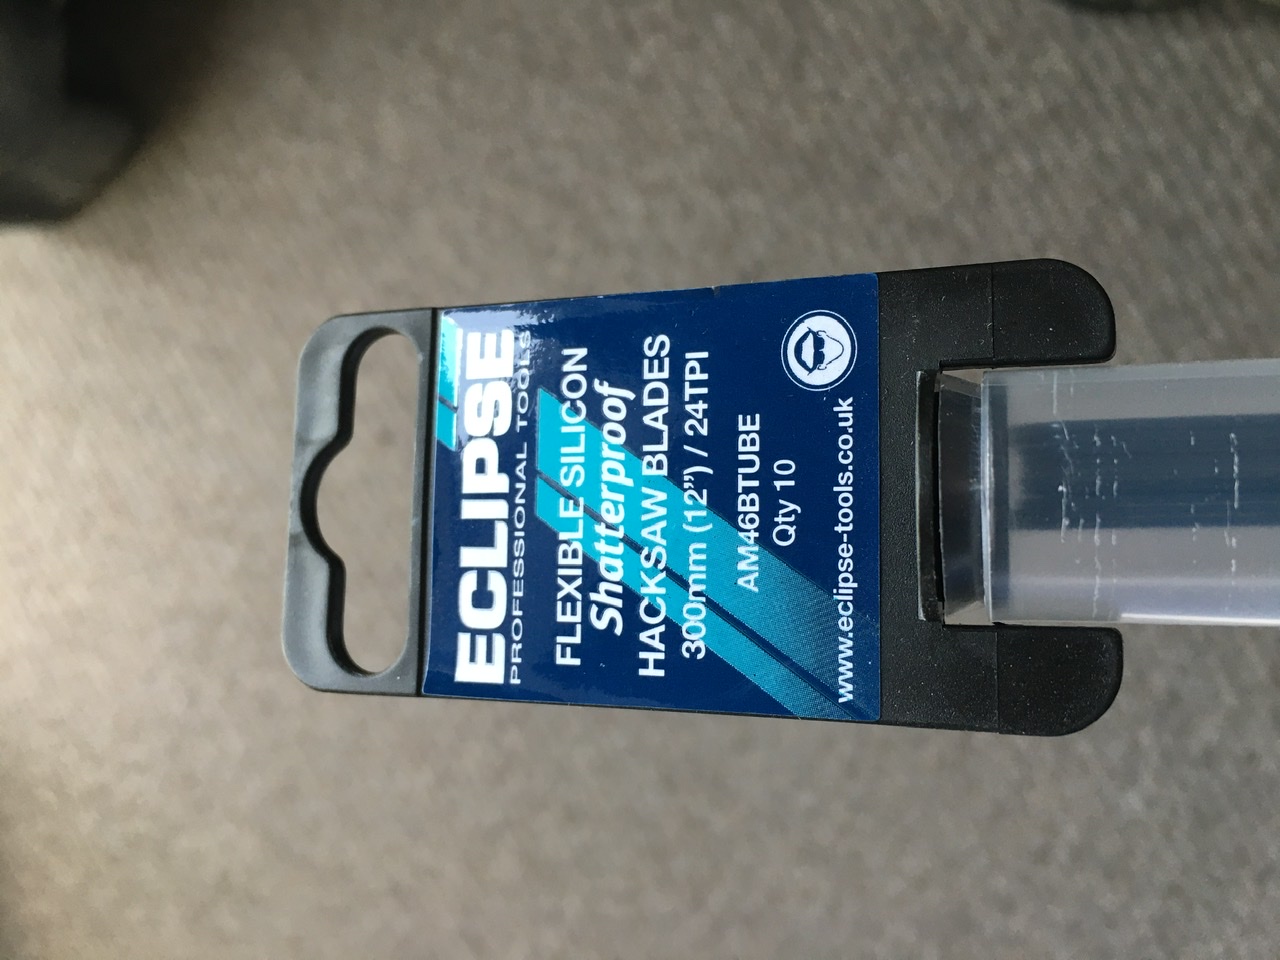 ECLIPSE
PROFESSIONAL TOOLS
FLEXIBLE SILICON
Shatterproof
HACKSAW BLADES
300mm (12”) / 24TPI
AM46BTUBE
Qty 10
www.eclipse-tools.co.uk